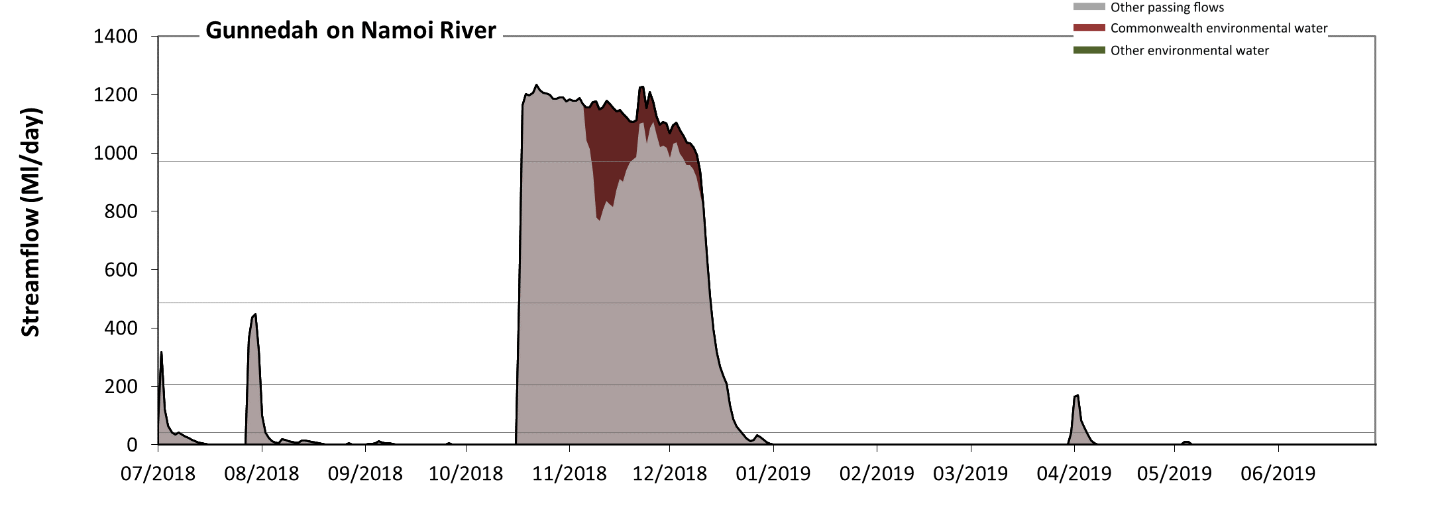 Other passing flows
Gunnedah on Namoi River
Commonwealth environmental water
Other environmental water
Streamflow (Ml/day)
1400
1200
1000
800
600
400
200
0
07/2018 08/2018 09/2018 10/2018 11/2018 12/2018 01/2019 02/2019 03/2019 04/2019 05/2019 06/2019